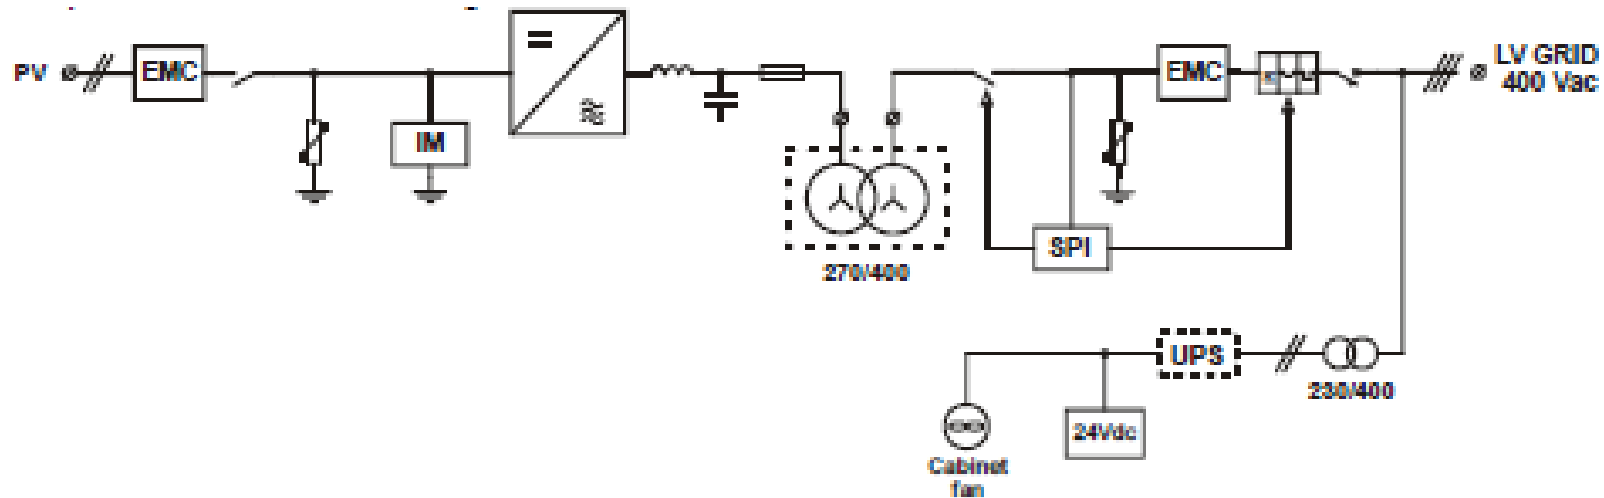 PV
EMC
IM
270/400
SPI
EMC
LV GRID
400 Vac
UPS
230/400
24Vdc
Cabinet
fan